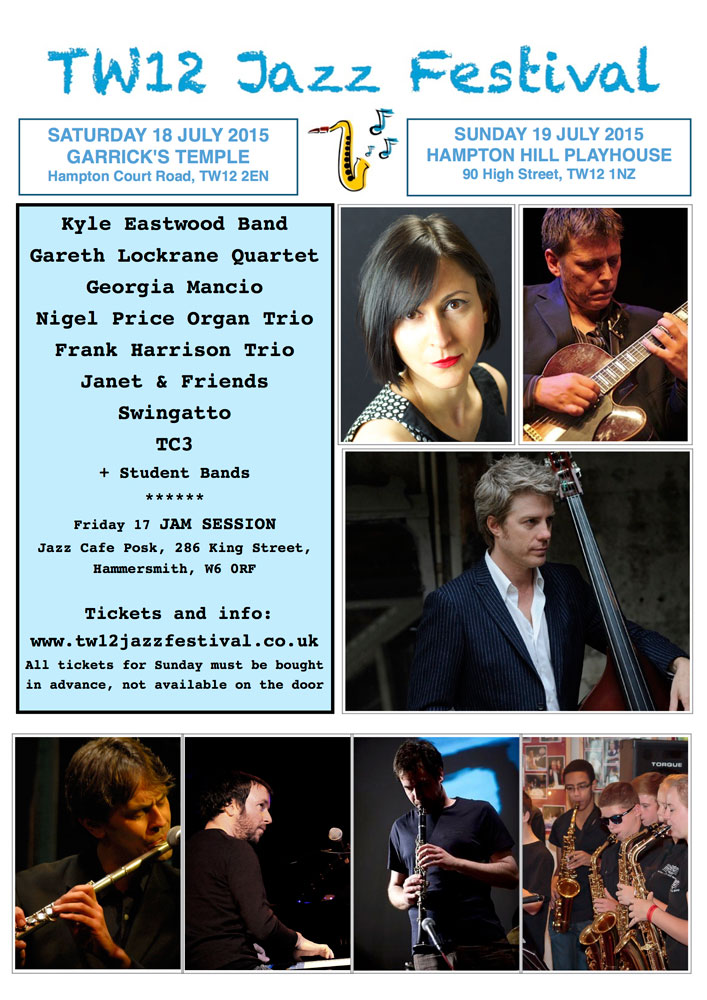 TW12 Jazz Festival
SATURDAY 18 JULY 2015
GARRICK'S TEMPLE
Hampton Court Road, TW12 2EN
SUNDAY 19 JULY 2015
HAMPTON HILL PLAYHOUSE
90 High Street, TW12 1NZ
Kyle Eastwood Band
Gareth Lockrane Quartet
Georgia Mancio
Nigel Price Organ Trio
Frank Harrison Trio
Janet & Friends
Swingatto
TC3
+ Student Bands
******
Friday 17 JAM SESSION
Jazz Cafe Posk, 286 King Street,
Hammersmith, W6 0RF
Tickets and info:
www.tw12jazzfestival.co.uk
All tickets for Sunday must be bought
in advance, not available on the door
TORQUE